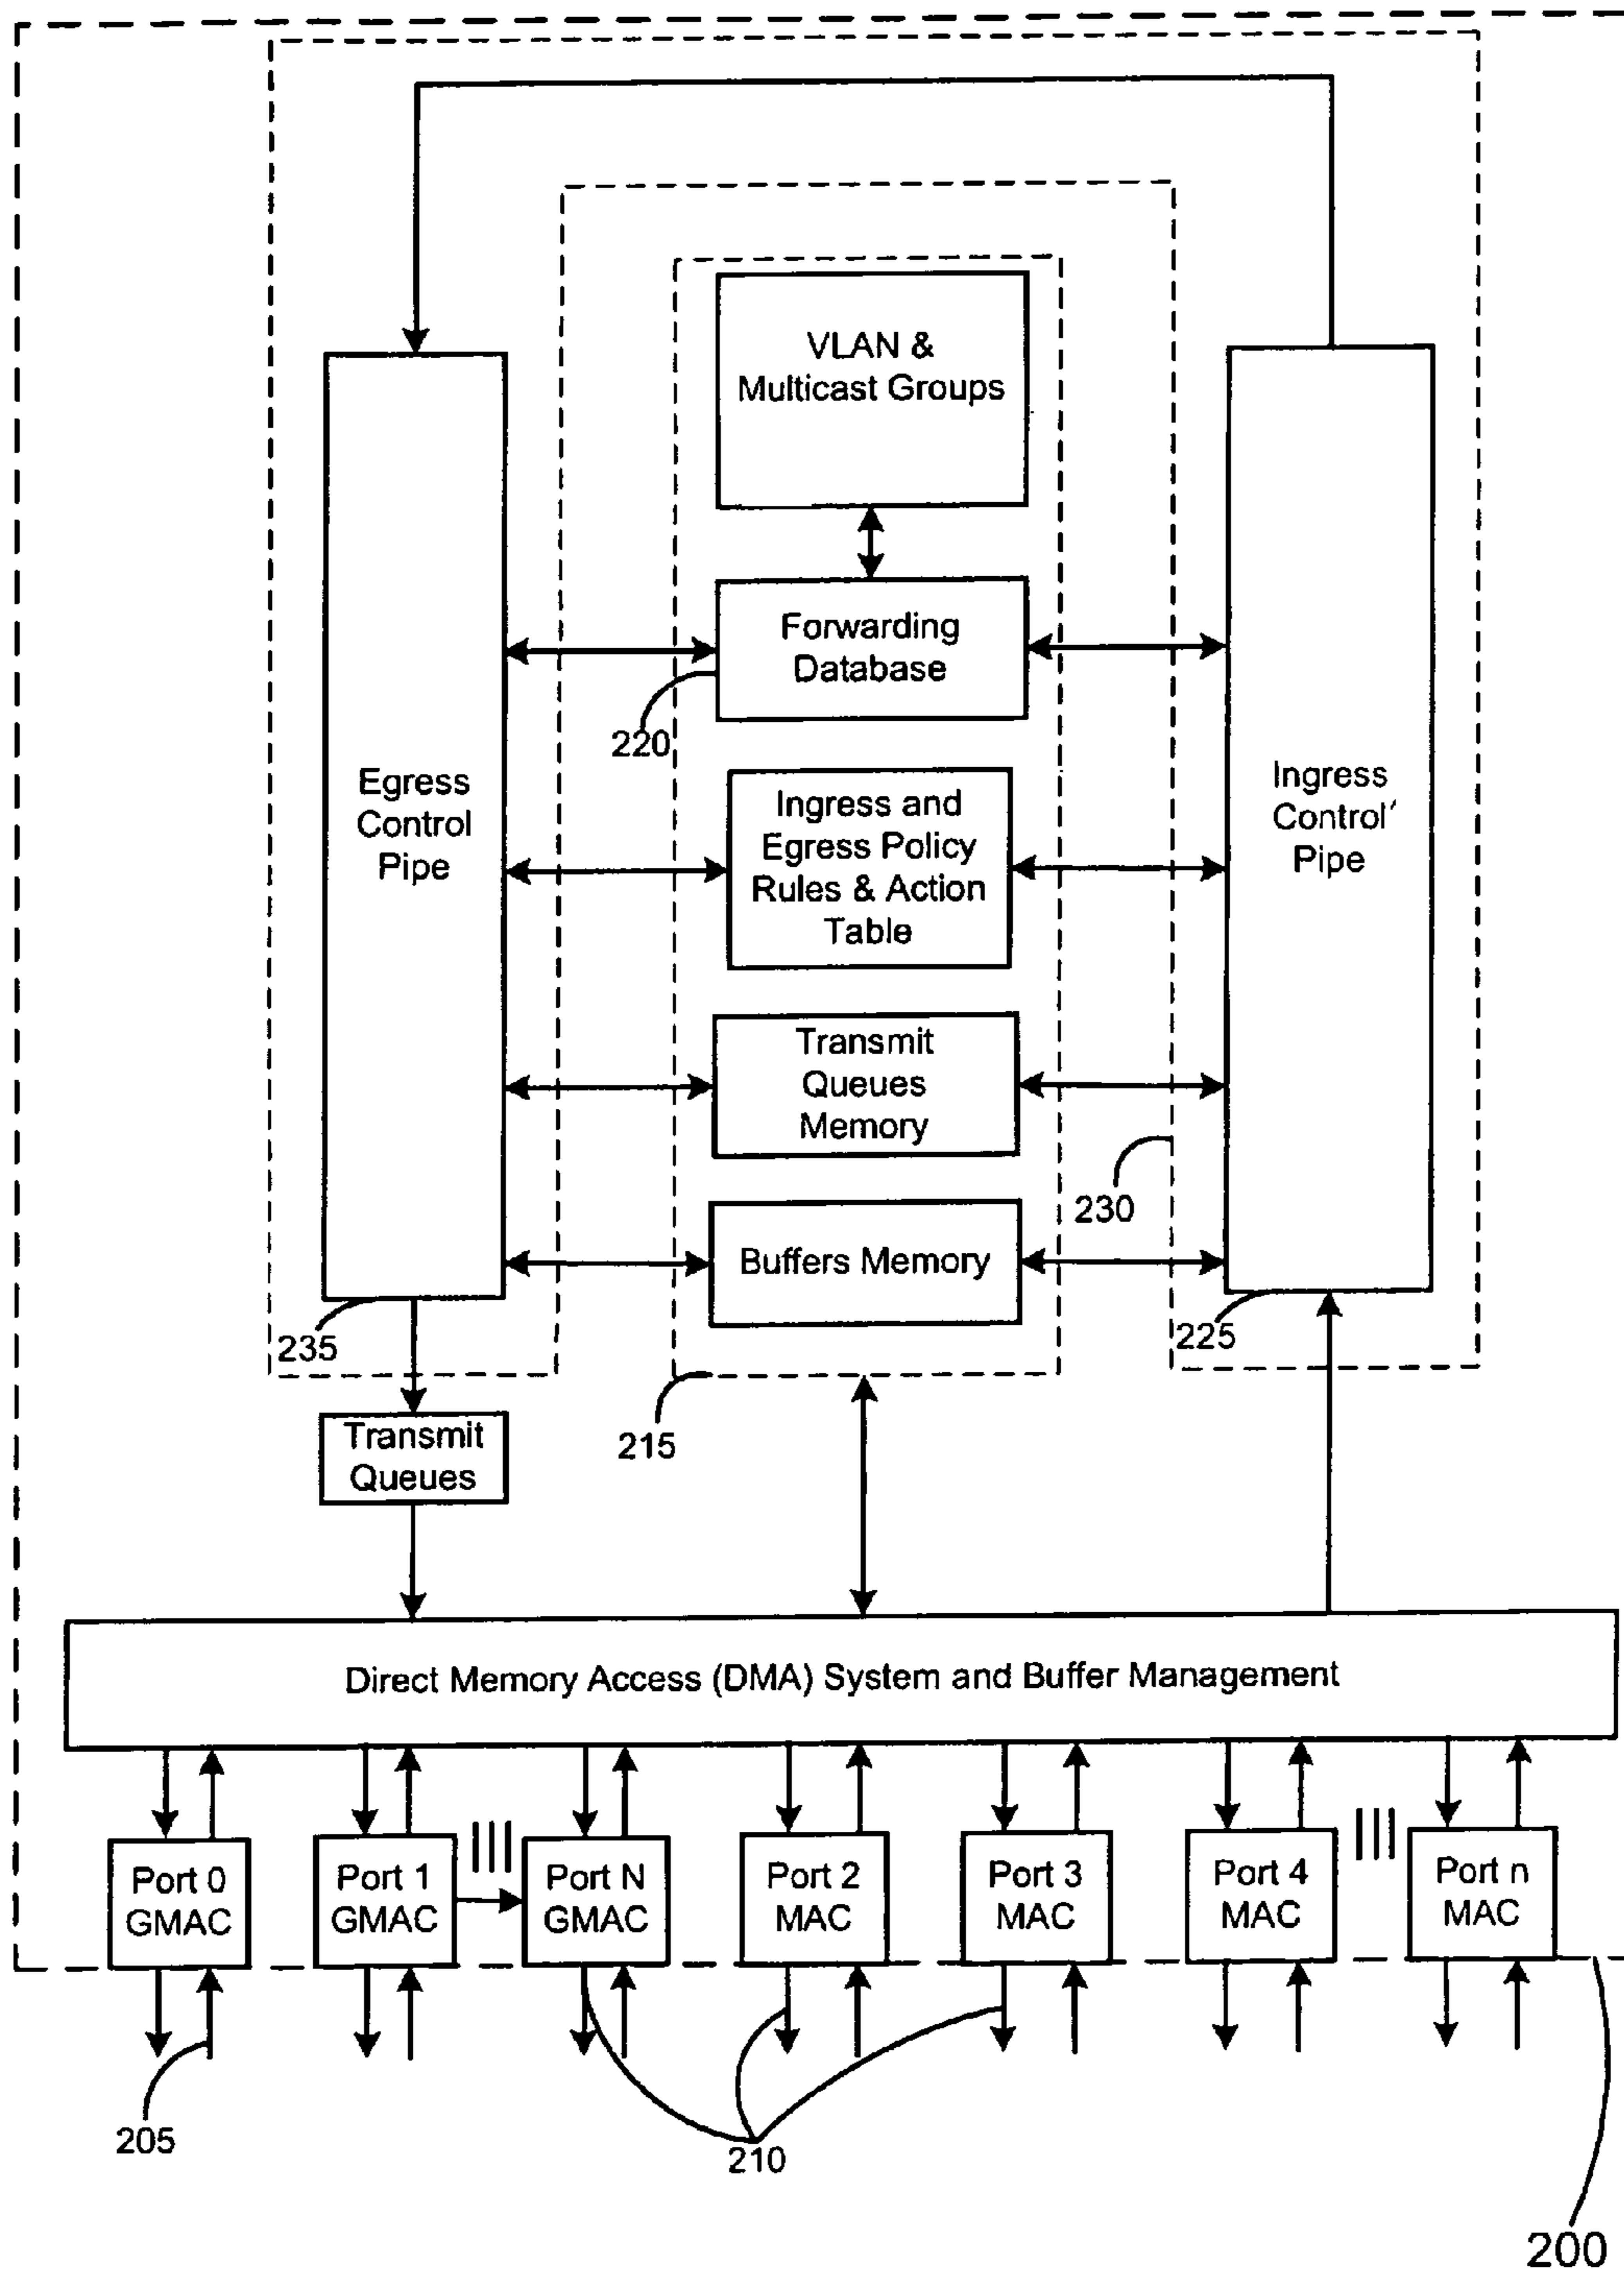 VLAN &
Multicast Groups
Forwarding
Database
220
Egress
Control
Pipe
Ingress and
Egress Policy
Rules & Action
Table
Ingress
Control
Pipe
Transmit
Queues
Memory
230
Buffers Memory
235
225
215
Transmit
Queues
Direct Memory Access (DMA) System and Buffer Management
Port 0
GMAC
Port 1
GMAC
Port N
GMAC
Port 2
MAC
Port 3
MAC
Port 4
MAC
Port n
MAC
205
210
200